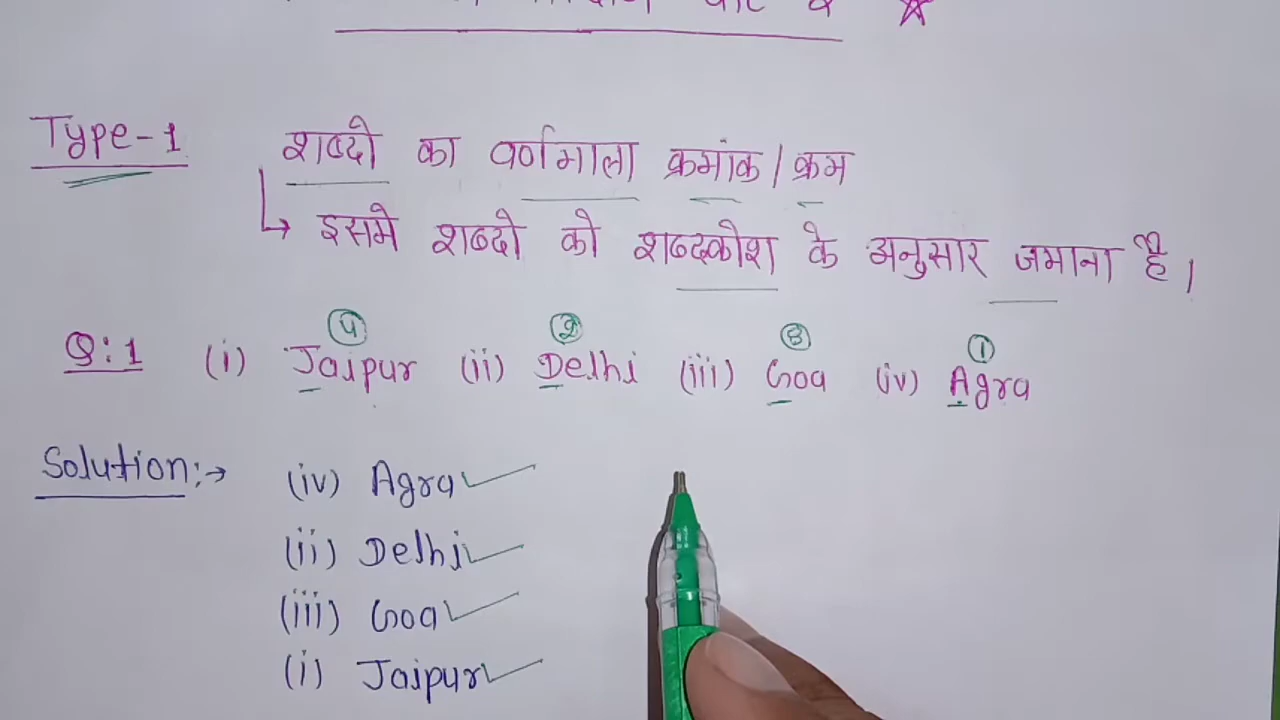 Type-1 शब्दो का वर्णमाला क्रमांक/क्रम
↳ इसमे शब्दो को शब्दकोश के अनुसार जमाना है।
④ ② ③ ①
Q:1 (i) Jaipur (ii) Delhi (iii) Goa (iv) Agra
Solution:→ (iv) Agra ✓
(ii) Delhi ✓
(iii) Goa ✓
(i) Jaipur ✓